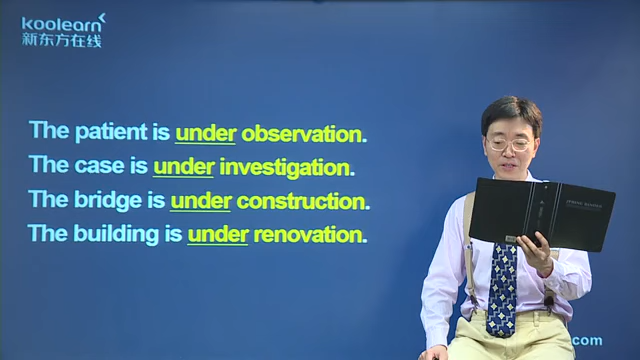 koolearn
新东方在线
The patient is under observation.
The case is under investigation.
The bridge is under construction.
The building is under renovation.
.com